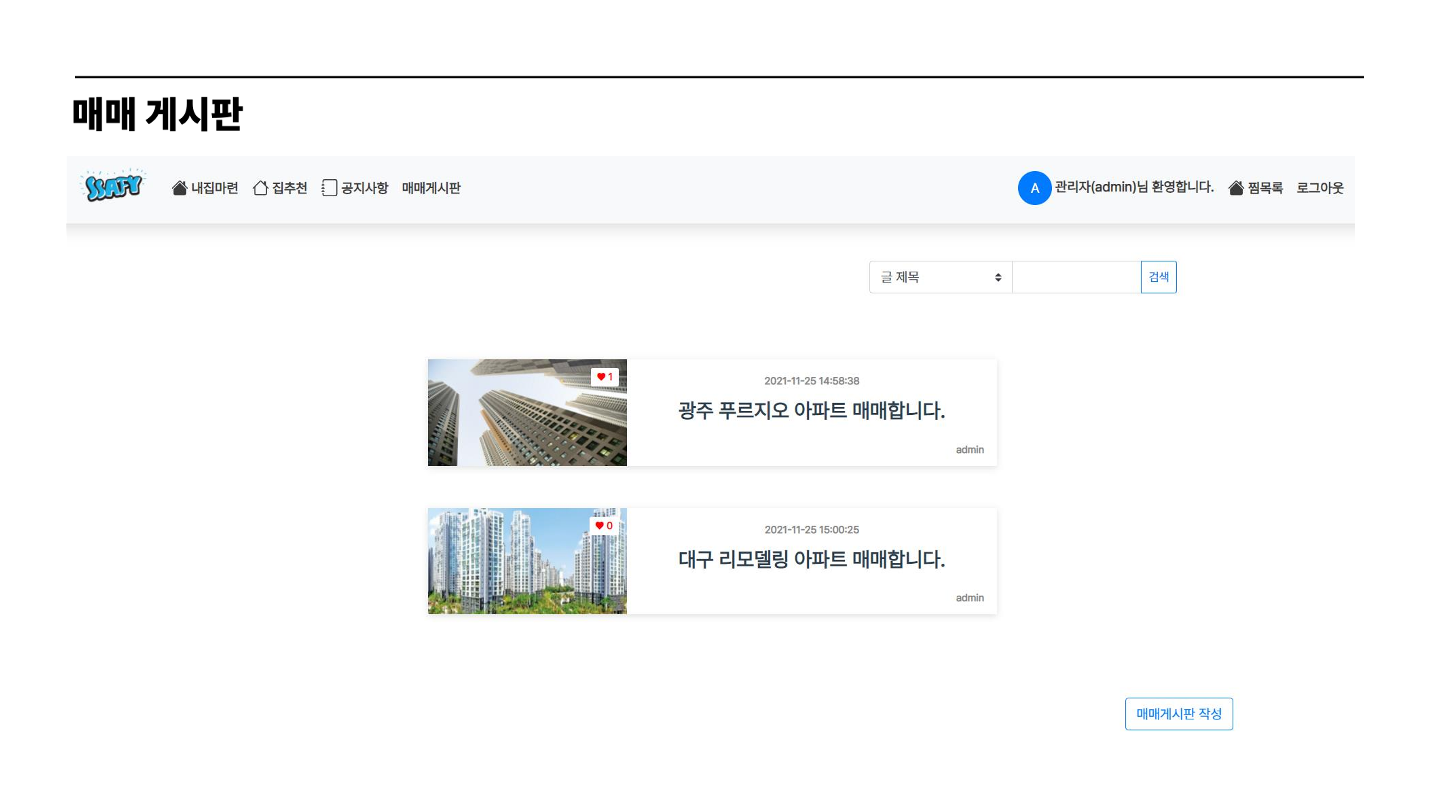 매매 게시판
SSAFY 내집마련 집추천 공지사항 매매게시판 A 관리자(admin)님 환영합니다. 찜목록 로그아웃
글 제목 검색
1
2021-11-25 14:58:38
광주 푸르지오 아파트 매매합니다.
admin
0
2021-11-25 15:00:25
대구 리모델링 아파트 매매합니다.
admin
매매게시판 작성